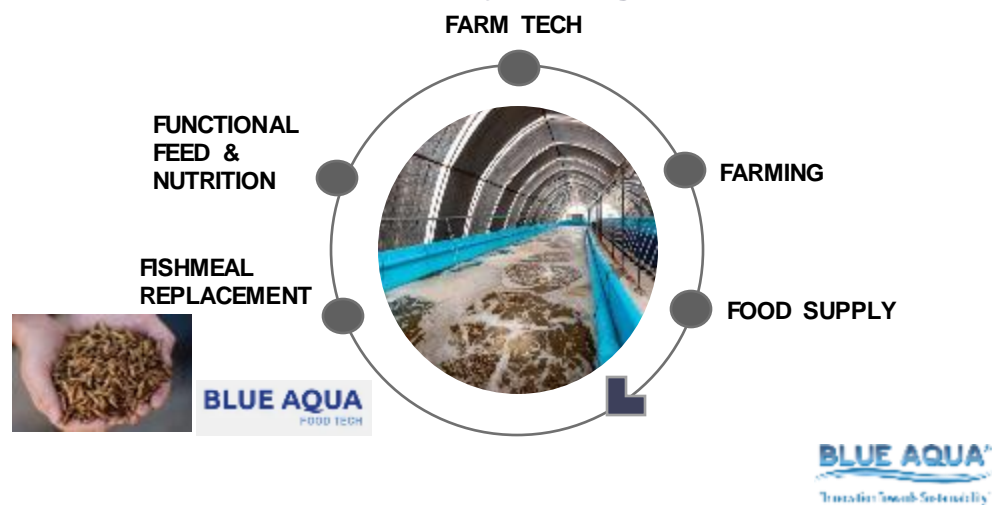 FARM TECH
FUNCTIONAL
FEED &
NUTRITION
FARMING
FISHMEAL
REPLACEMENT
FOOD SUPPLY
BLUE AQUA
FOOD TECH
BLUE AQUA